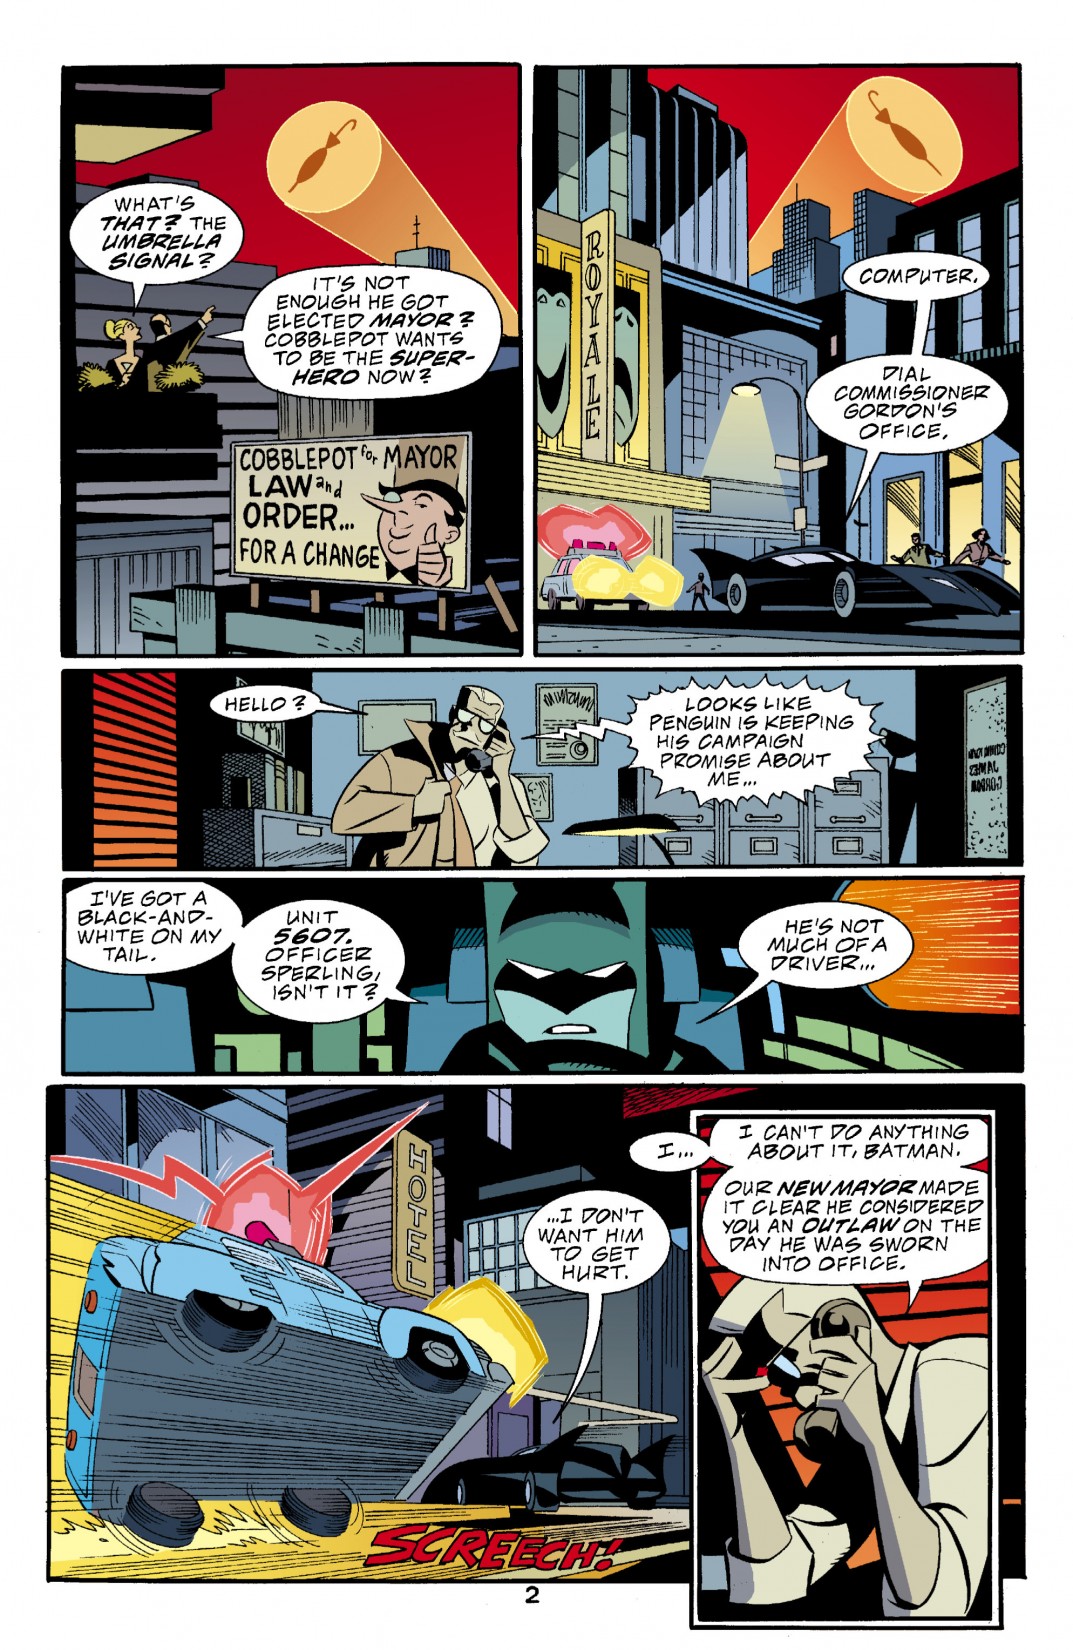 WHAT'S
THAT? THE
UMBRELLA
SIGNAL?
IT'S NOT
ENOUGH HE GOT
ELECTED MAYOR?
COBBLEPOT WANTS
TO BE THE SUPER-
HERO NOW?
COBBLEPOT for MAYOR
LAW and
ORDER...
FOR A CHANGE
ROYALE
COMPUTER.
DIAL
COMMISSIONER
GORDON'S
OFFICE.
HELLO?
LOOKS LIKE
PENGUIN IS KEEPING
HIS CAMPAIGN
PROMISE ABOUT
ME...
JAMES
GORDON
I'VE GOT A
BLACK-AND-
WHITE ON MY
TAIL.
UNIT
5607.
OFFICER
SPERLING,
ISN'T IT?
HE'S NOT
MUCH OF A
DRIVER...
HOTEL
...I DON'T
WANT HIM
TO GET
HURT.
I...
I CAN'T DO ANYTHING
ABOUT IT, BATMAN.
OUR NEW MAYOR MADE
IT CLEAR HE CONSIDERED
YOU AN OUTLAW ON THE
DAY HE WAS SWORN
INTO OFFICE.
SCREECH!
2